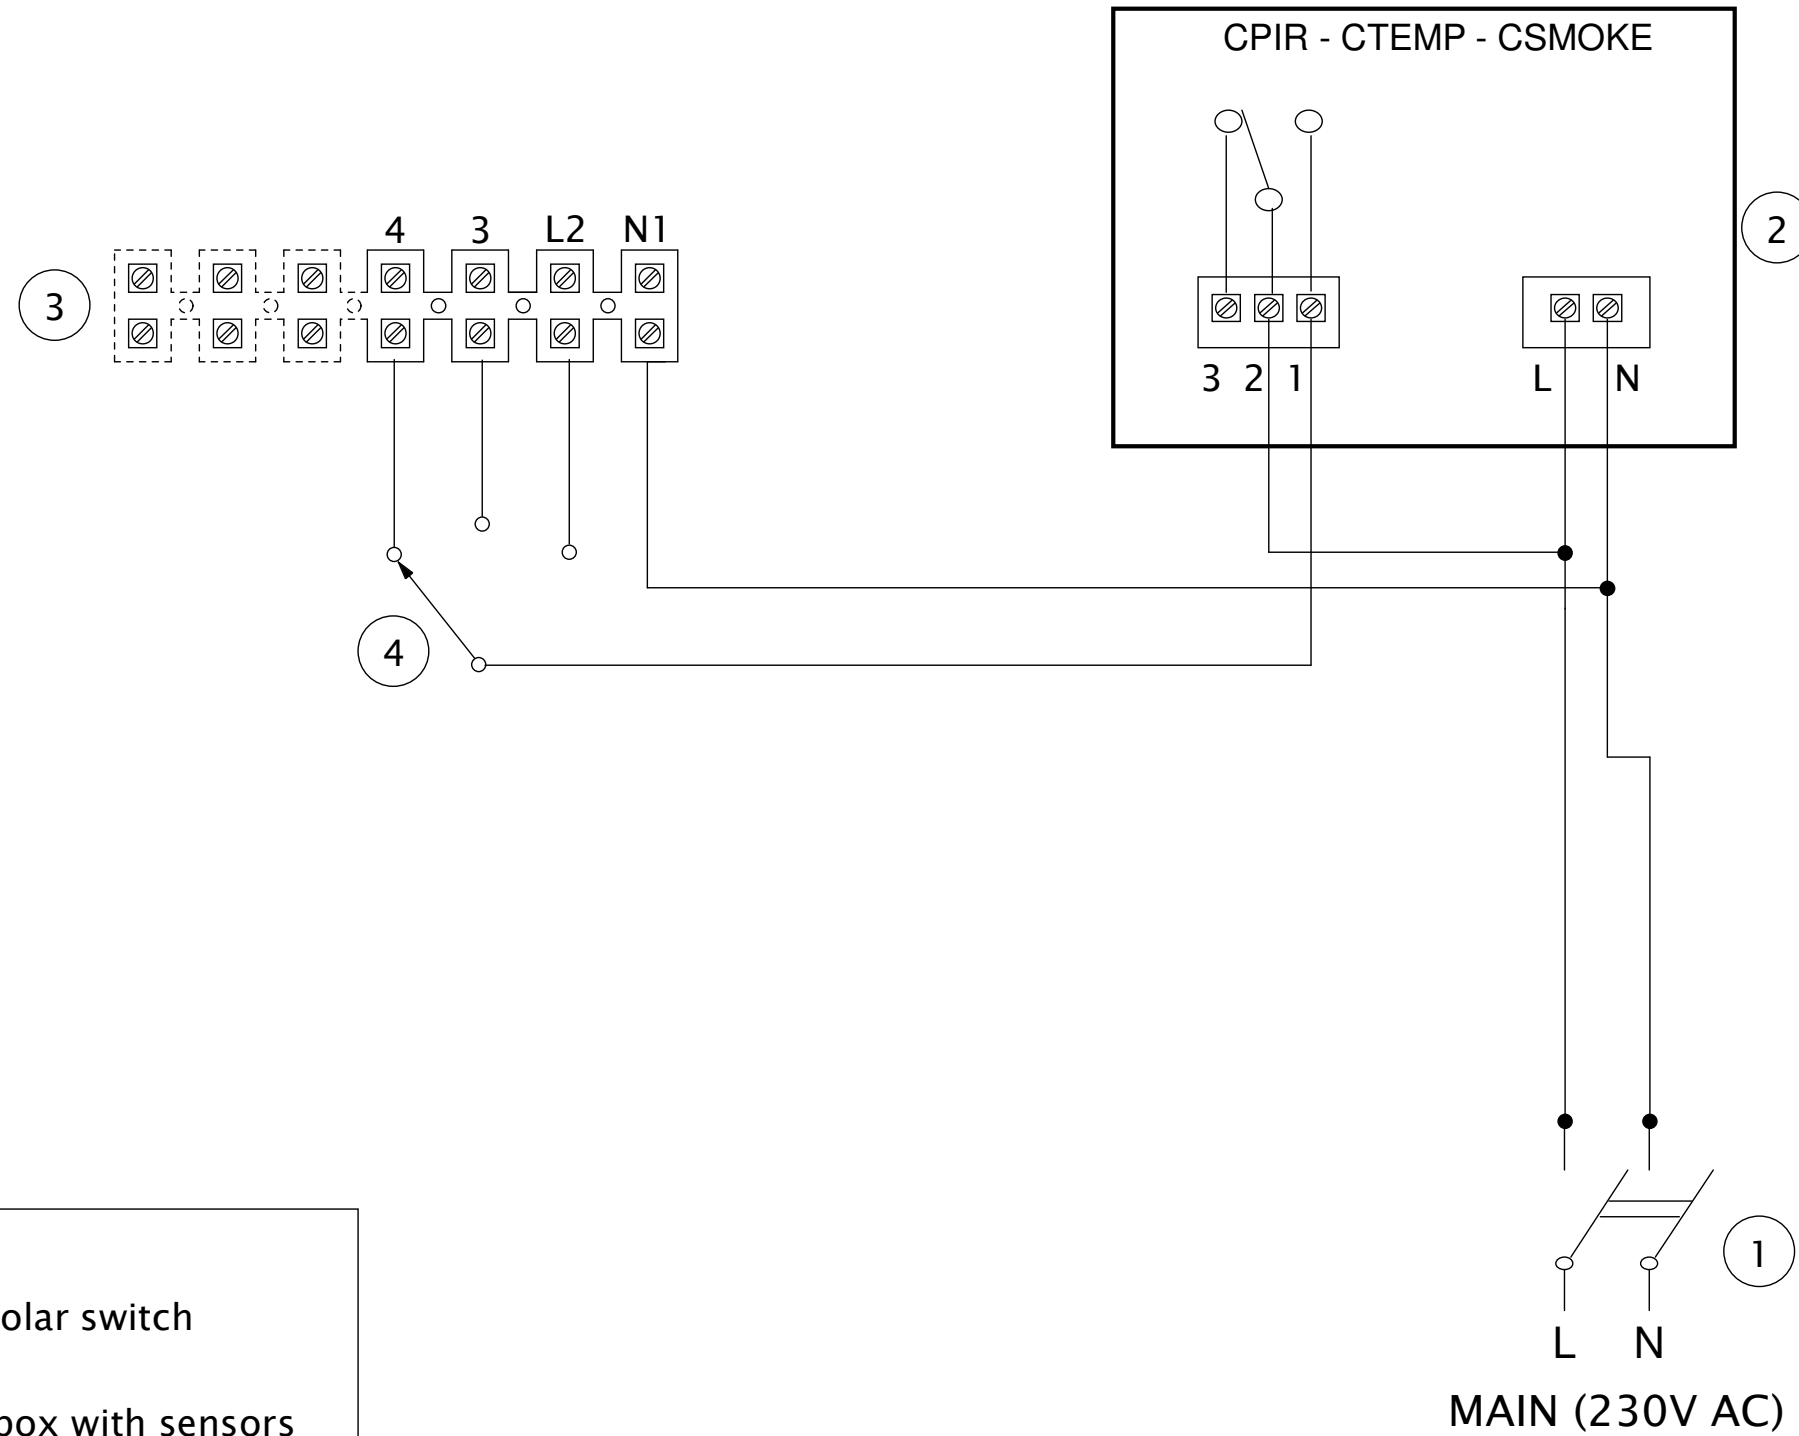 CPIR - CTEMP - CSMOKE
2
4 3 L2 N1
3
3 2 1 L N
4
1
olar switch
L N
MAIN (230V AC)
box with sensors